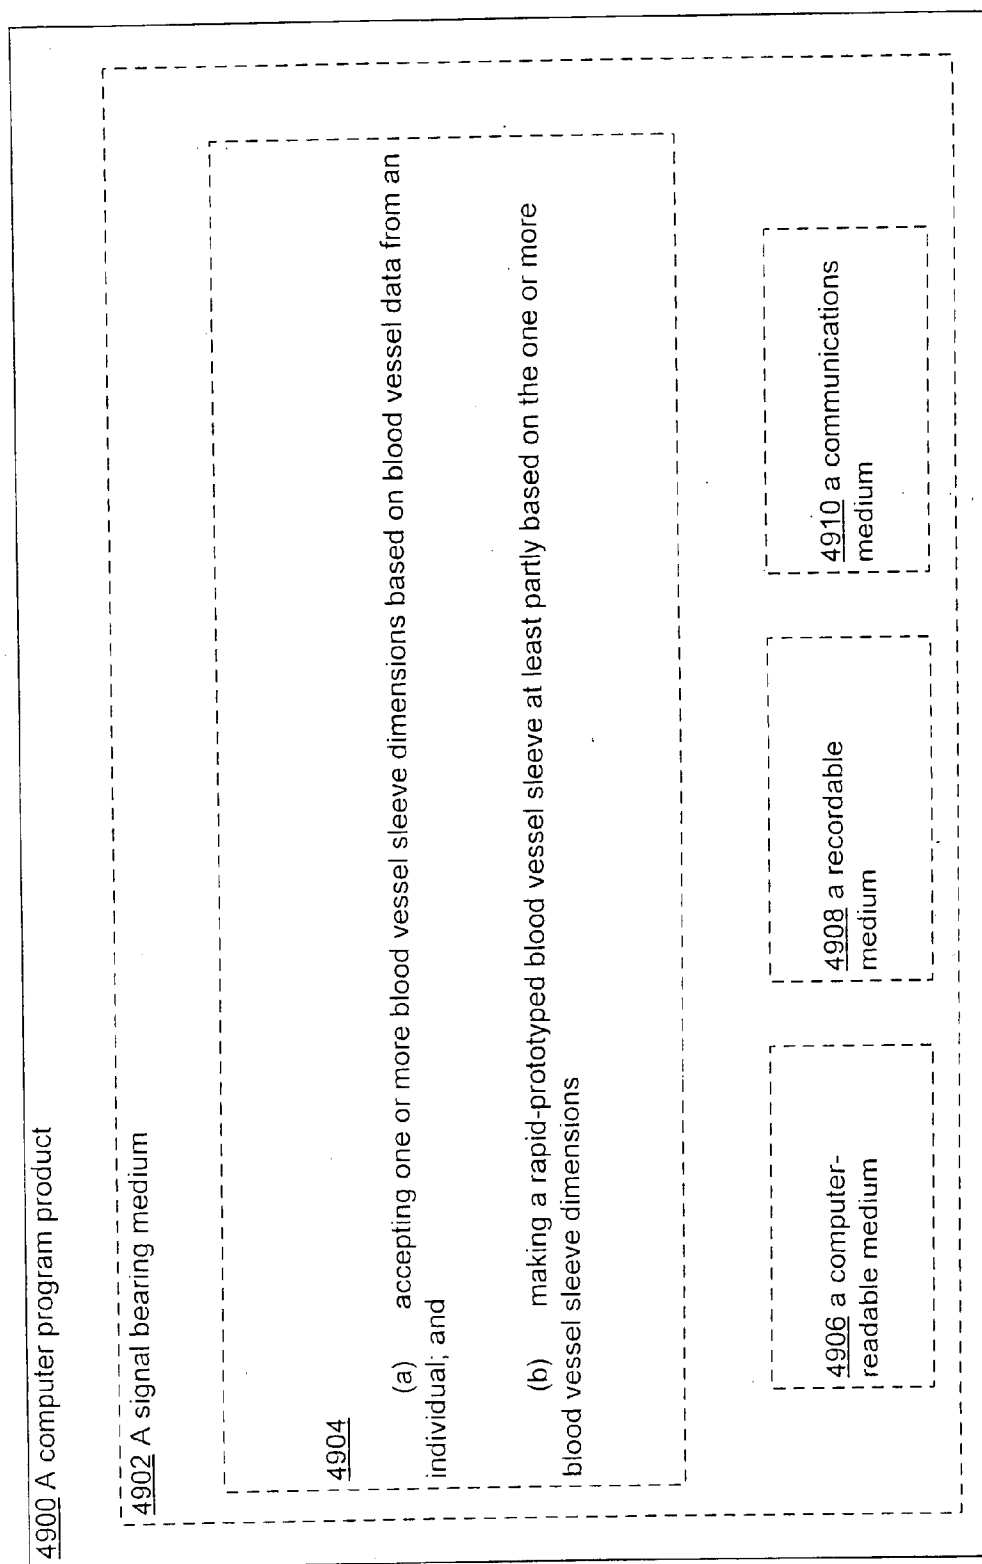 4900 A computer program product
4902 A signal bearing medium
4904
(a) accepting one or more blood vessel sleeve dimensions based on blood vessel data from an
individual; and
(b) making a rapid-prototyped blood vessel sleeve at least partly based on the one or more
blood vessel sleeve dimensions
4906 a computer-
readable medium
4908 a recordable
medium
4910 a communications
medium